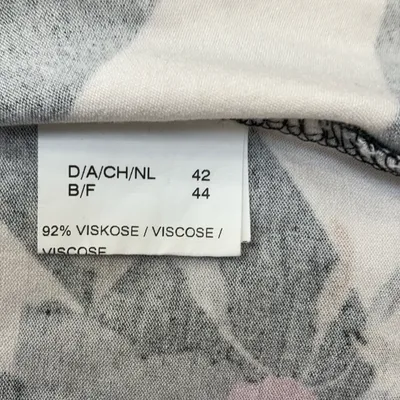 D/A/CH/NL 42
B/F 44
92% VISKOSE / VISCOSE /
VISCOSE